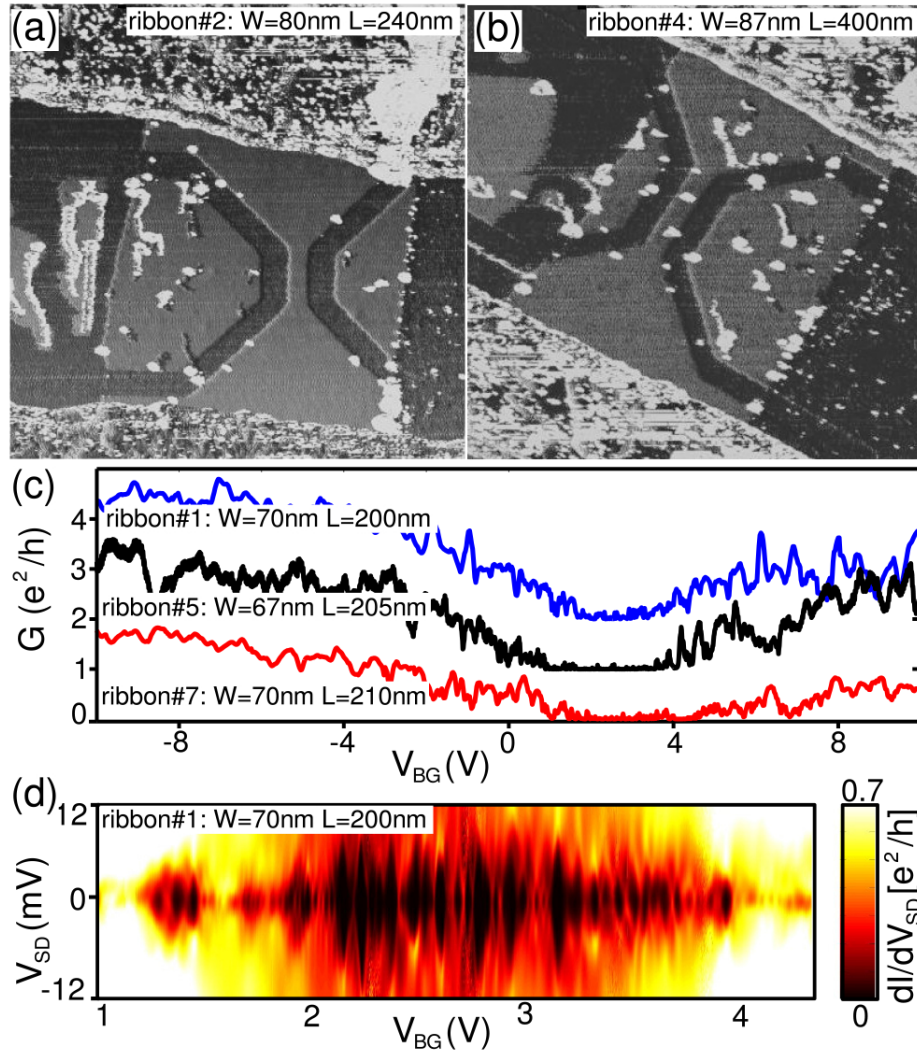 (a) ribbon#2: W=80nm L=240nm
(b) ribbon#4: W=87nm L=400nm
(c)
ribbon#1: W=70nm L=200nm
ribbon#5: W=67nm L=205nm
ribbon#7: W=70nm L=210nm
G (e²/h)
4
3
2
1
0
-8 -4 0 4 8
V_BG (V)
(d)
ribbon#1: W=70nm L=200nm
V_SD (mV)
12
0
-12
1 2 3 4
V_BG (V)
0.7
0
dI/dV_SD [e²/h]